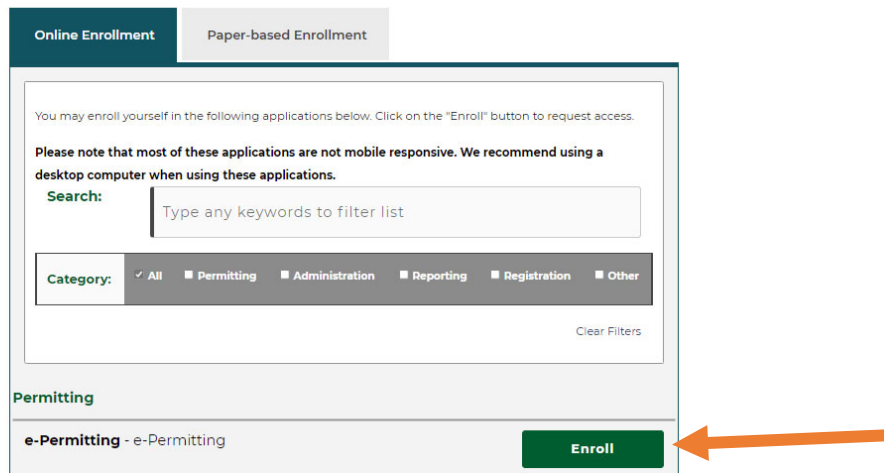 Online Enrollment Paper-based Enrollment
You may enroll yourself in the following applications below. Click on the "Enroll" button to request access.
Please note that most of these applications are not mobile responsive. We recommend using a
desktop computer when using these applications.
Search:
Type any keywords to filter list
Category: All Permitting Administration Reporting Registration Other
Clear Filters
Permitting
e-Permitting - e-Permitting
Enroll